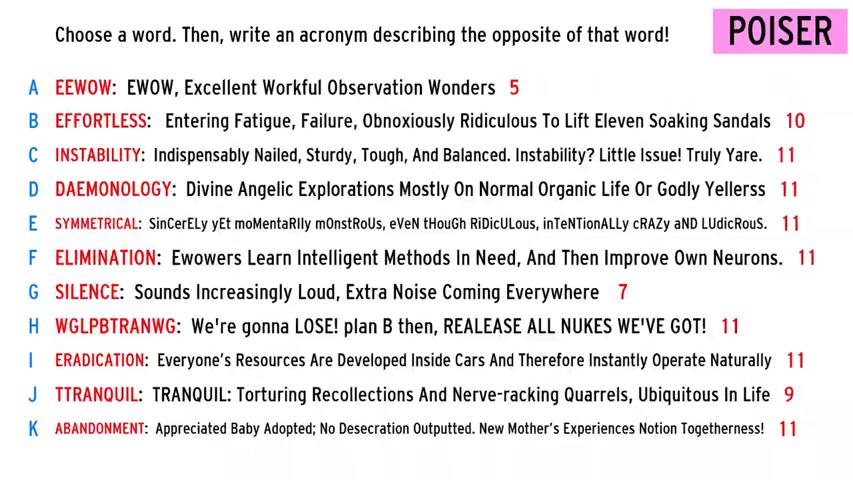 Choose a word. Then, write an acronym describing the opposite of that word!
POISER
A EEWOW: EWOW, Excellent Workful Observation Wonders 5
B EFFORTLESS: Entering Fatigue, Failure, Obnoxiously Ridiculous To Lift Eleven Soaking Sandals 10
C INSTABILITY: Indispensably Nailed, Sturdy, Tough, And Balanced. Instability? Little Issue! Truly Yare. 11
D DAEMONOLOGY: Divine Angelic Explorations Mostly On Normal Organic Life Or Godly Yellerss 11
E SYMMETRICAL: SinCerELy yEt moMentaRlly mOnstRoUs, eVeN tHouGh RiDicULous, inTeNTionALLy cRAZy aND LUdicRouS. 11
F ELIMINATION: Ewowers Learn Intelligent Methods In Need, And Then Improve Own Neurons. 11
G SILENCE: Sounds Increasingly Loud, Extra Noise Coming Everywhere 7
H WGLPBTRANWG: We're gonna LOSE! plan B then, REALEASE ALL NUKES WE'VE GOT! 11
I ERADICATION: Everyone's Resources Are Developed Inside Cars And Therefore Instantly Operate Naturally 11
J TTRANQUIL: TRANQUIL: Torturing Recollections And Nerve-racking Quarrels, Ubiquitous In Life 9
K ABANDONMENT: Appreciated Baby Adopted; No Desecration Outputted. New Mother's Experiences Notion Togetherness! 11